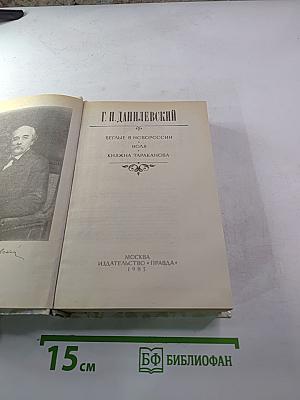 Г. П. ДАНИЛЕВСКИЙ
БЕГЛЫЕ В НОВОРОССИИ
ВОЛЯ
КНЯЖНА ТАРАКАНОВА
МОСКВА
ИЗДАТЕЛЬСТВО «ПРАВДА»
1983
15 см
БФ БИБЛИОФАН